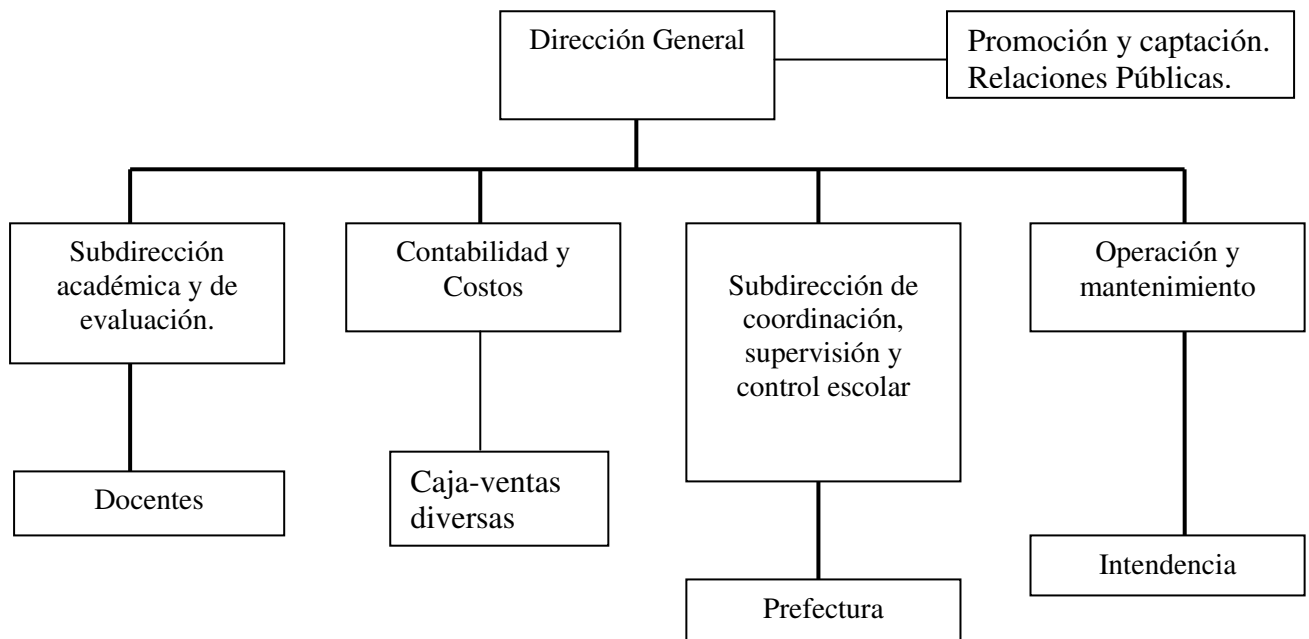 Dirección General
Promoción y captación.
Relaciones Públicas.
Subdirección
académica y de
evaluación.
Contabilidad y
Costos
Subdirección de
coordinación,
supervisión y
control escolar
Operación y
mantenimiento
Docentes
Caja-ventas
diversas
Prefectura
Intendencia